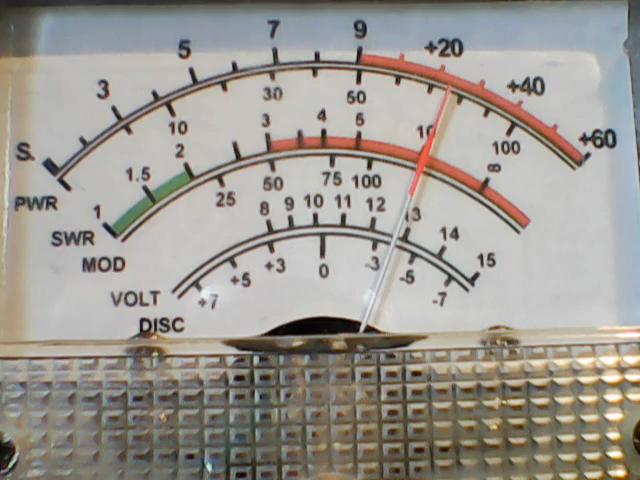 S. 3 5 7 9 +20 +40 +60
PWR 10 30 50 100
SWR 1 1.5 2 3 4 5 10 ∞
MOD 25 50 75 100
VOLT 8 9 10 11 12 13 14 15
DISC +7 +5 +3 0 -3 -5 -7